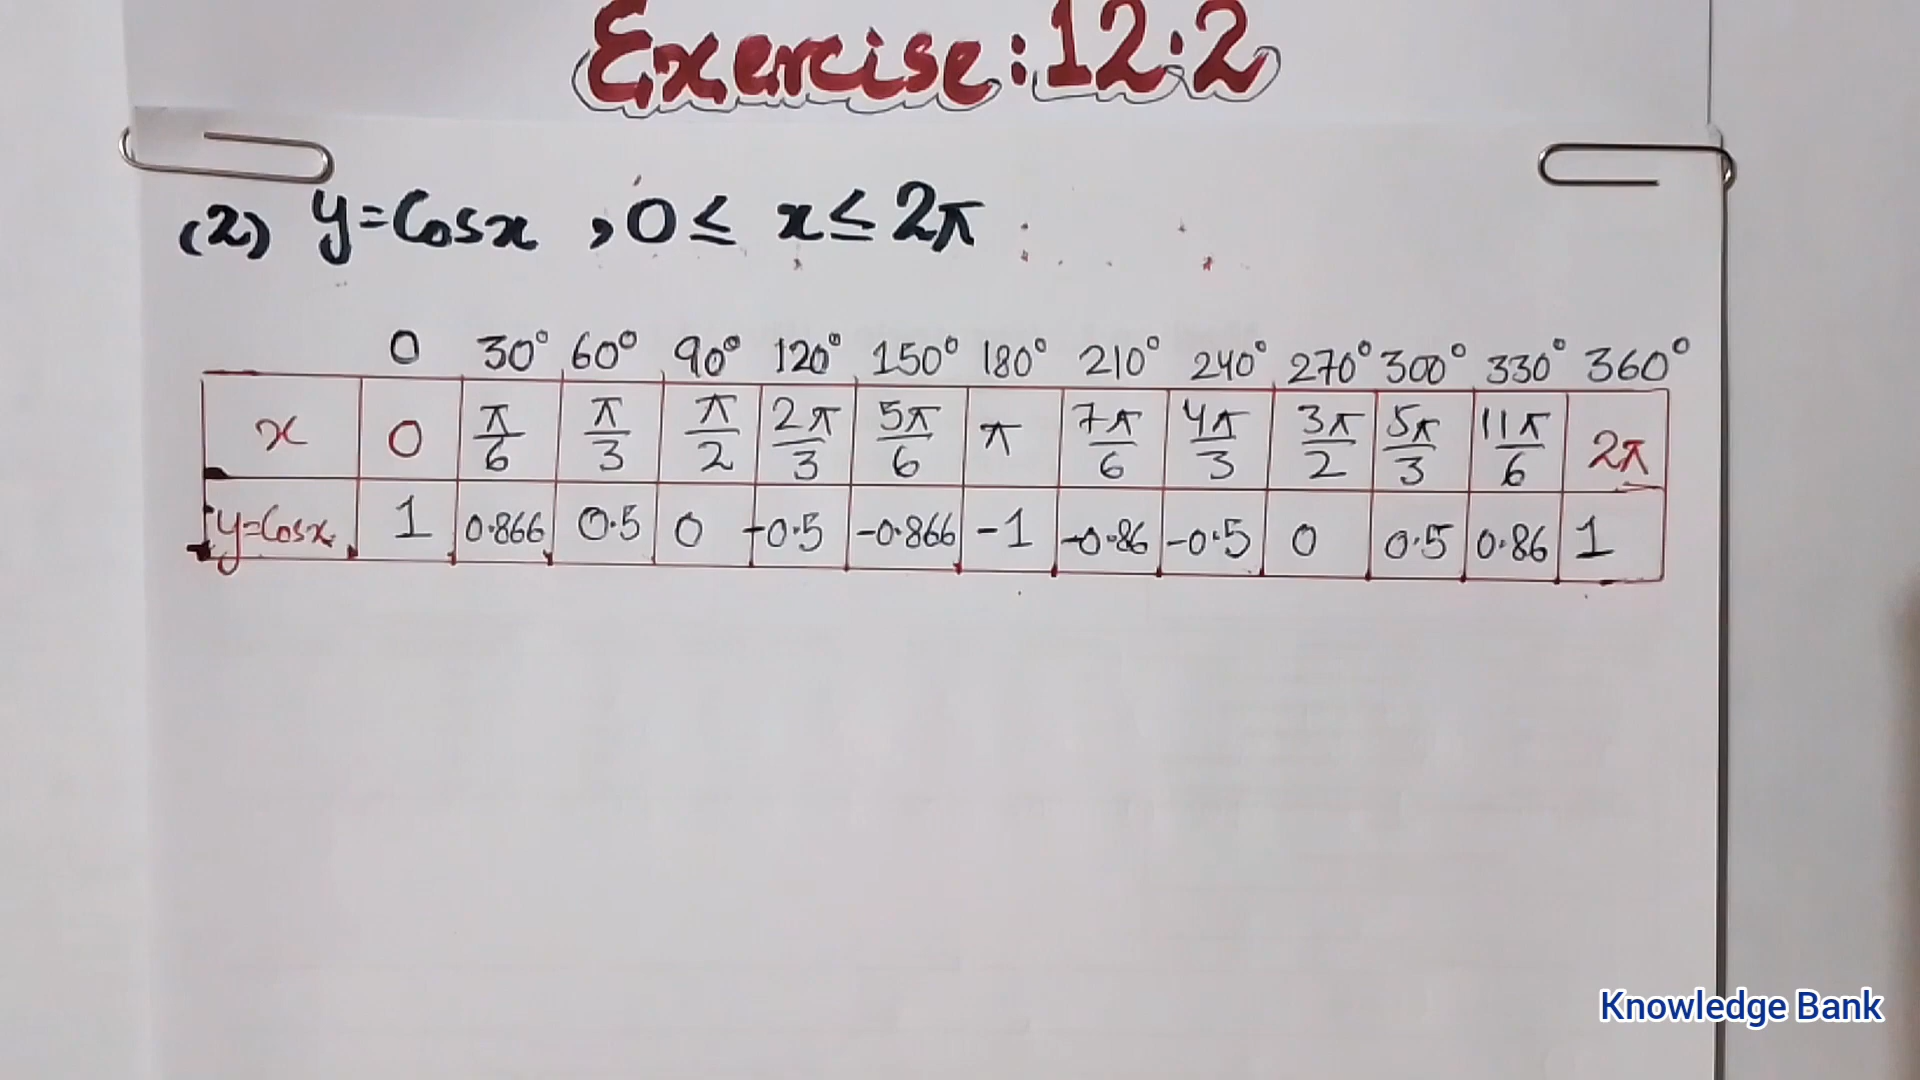 Exercise:12.2
(2) y=Cosx , 0 ≤ x ≤ 2π
0 30° 60° 90° 120° 150° 180° 210° 240° 270° 300° 330° 360°
x 0 π/6 π/3 π/2 2π/3 5π/6 π 7π/6 4π/3 3π/2 5π/3 11π/6 2π
y=Cosx 1 0.866 0.5 0 -0.5 -0.866 -1 -0.86 -0.5 0 0.5 0.86 1
Knowledge Bank